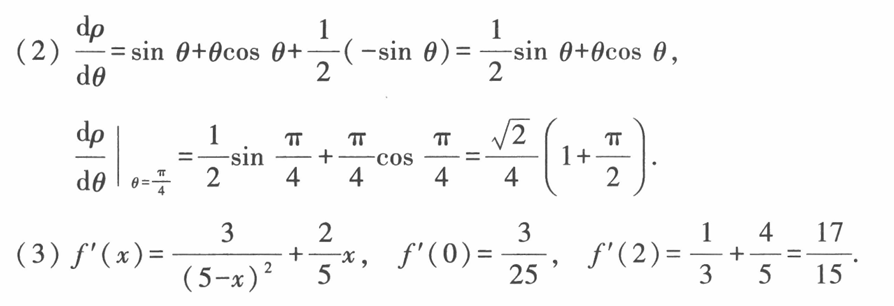 (2) dρ/dθ = sin θ+θcos θ+1/2(-sin θ)=1/2 sin θ+θcos θ,
dρ/dθ|θ=π/4 = 1/2 sin π/4 + π/4 cos π/4 = √2/4 (1+π/2).
(3) f′(x)=3/(5-x)²+2/5 x, f′(0)=3/25, f′(2)=1/3+4/5=17/15.